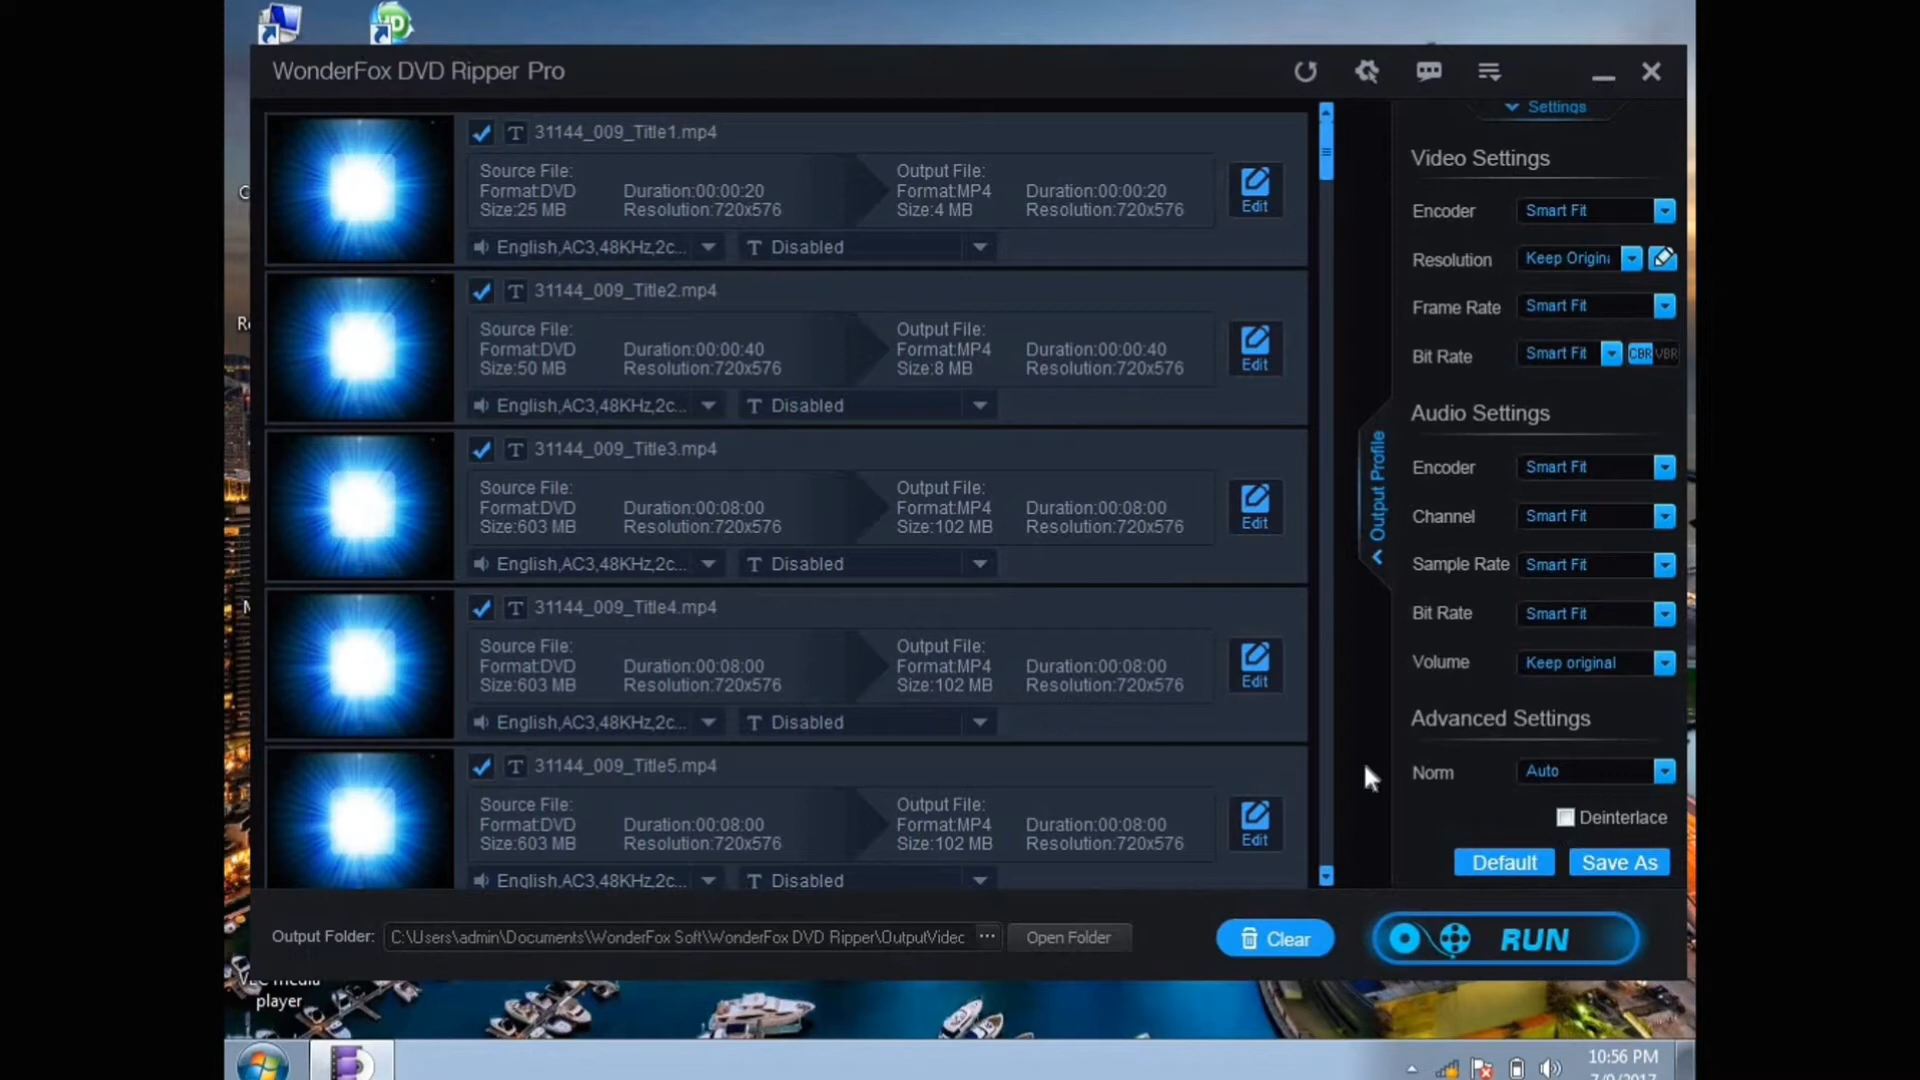 WonderFox DVD Ripper Pro
Settings
31144_009_Title1.mp4
Source File:
Format:DVD Duration:00:00:20
Size:25 MB Resolution:720x576
Output File:
Format:MP4 Duration:00:00:20
Size:4 MB Resolution:720x576
Edit
English,AC3,48KHz,2c... T Disabled
31144_009_Title2.mp4
Source File:
Format:DVD Duration:00:00:40
Size:50 MB Resolution:720x576
Output File:
Format:MP4 Duration:00:00:40
Size:8 MB Resolution:720x576
Edit
English,AC3,48KHz,2c... T Disabled
31144_009_Title3.mp4
Source File:
Format:DVD Duration:00:08:00
Size:603 MB Resolution:720x576
Output File:
Format:MP4 Duration:00:08:00
Size:102 MB Resolution:720x576
Edit
English,AC3,48KHz,2c... T Disabled
31144_009_Title4.mp4
Source File:
Format:DVD Duration:00:08:00
Size:603 MB Resolution:720x576
Output File:
Format:MP4 Duration:00:08:00
Size:102 MB Resolution:720x576
Edit
English,AC3,48KHz,2c... T Disabled
31144_009_Title5.mp4
Source File:
Format:DVD Duration:00:08:00
Size:603 MB Resolution:720x576
Output File:
Format:MP4 Duration:00:08:00
Size:102 MB Resolution:720x576
Edit
English,AC3,48KHz,2c... T Disabled
Output Profile
Video Settings
Encoder Smart Fit
Resolution Keep Origina
Frame Rate Smart Fit
Bit Rate Smart Fit CBR VBR
Audio Settings
Encoder Smart Fit
Channel Smart Fit
Sample Rate Smart Fit
Bit Rate Smart Fit
Volume Keep original
Advanced Settings
Norm Auto
Deinterlace
Default Save As
Output Folder: C:\Users\admin\Documents\WonderFox Soft\WonderFox DVD Ripper\OutputVidec ... Open Folder Clear RUN
player
10:56 PM